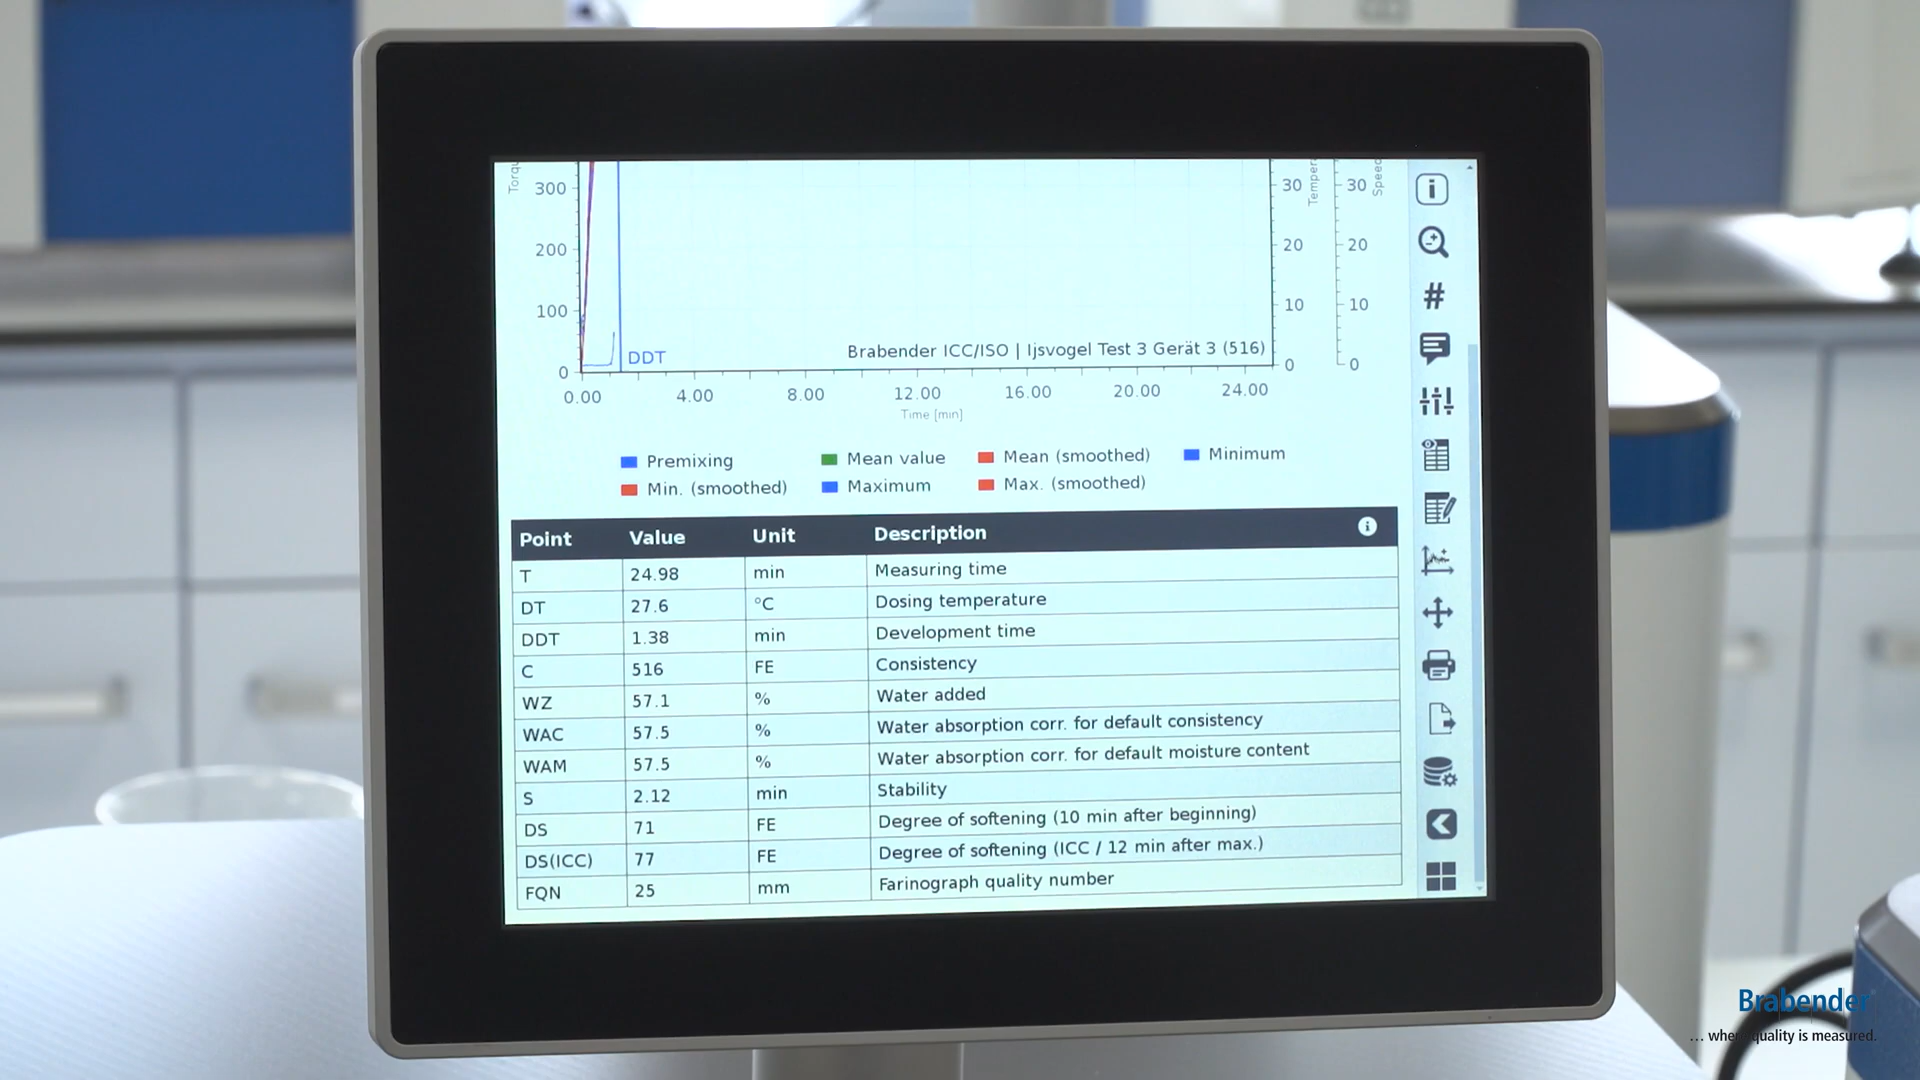 Torq
Temper
Speed
300
200
100
0
30
20
10
0
30
20
10
0
DDT
Brabender ICC/ISO | Ijsvogel Test 3 Gerät 3 (516)
0.00 4.00 8.00 12.00 16.00 20.00 24.00
Time [min]
Premixing Mean value Mean (smoothed) Minimum
Min. (smoothed) Maximum Max. (smoothed)
Point Value Unit Description
T 24.98 min Measuring time
DT 27.6 °C Dosing temperature
DDT 1.38 min Development time
C 516 FE Consistency
WZ 57.1 % Water added
WAC 57.5 % Water absorption corr. for default consistency
WAM 57.5 % Water absorption corr. for default moisture content
S 2.12 min Stability
DS 71 FE Degree of softening (10 min after beginning)
DS(ICC) 77 FE Degree of softening (ICC / 12 min after max.)
FQN 25 mm Farinograph quality number
Brabender
... where quality is measured.